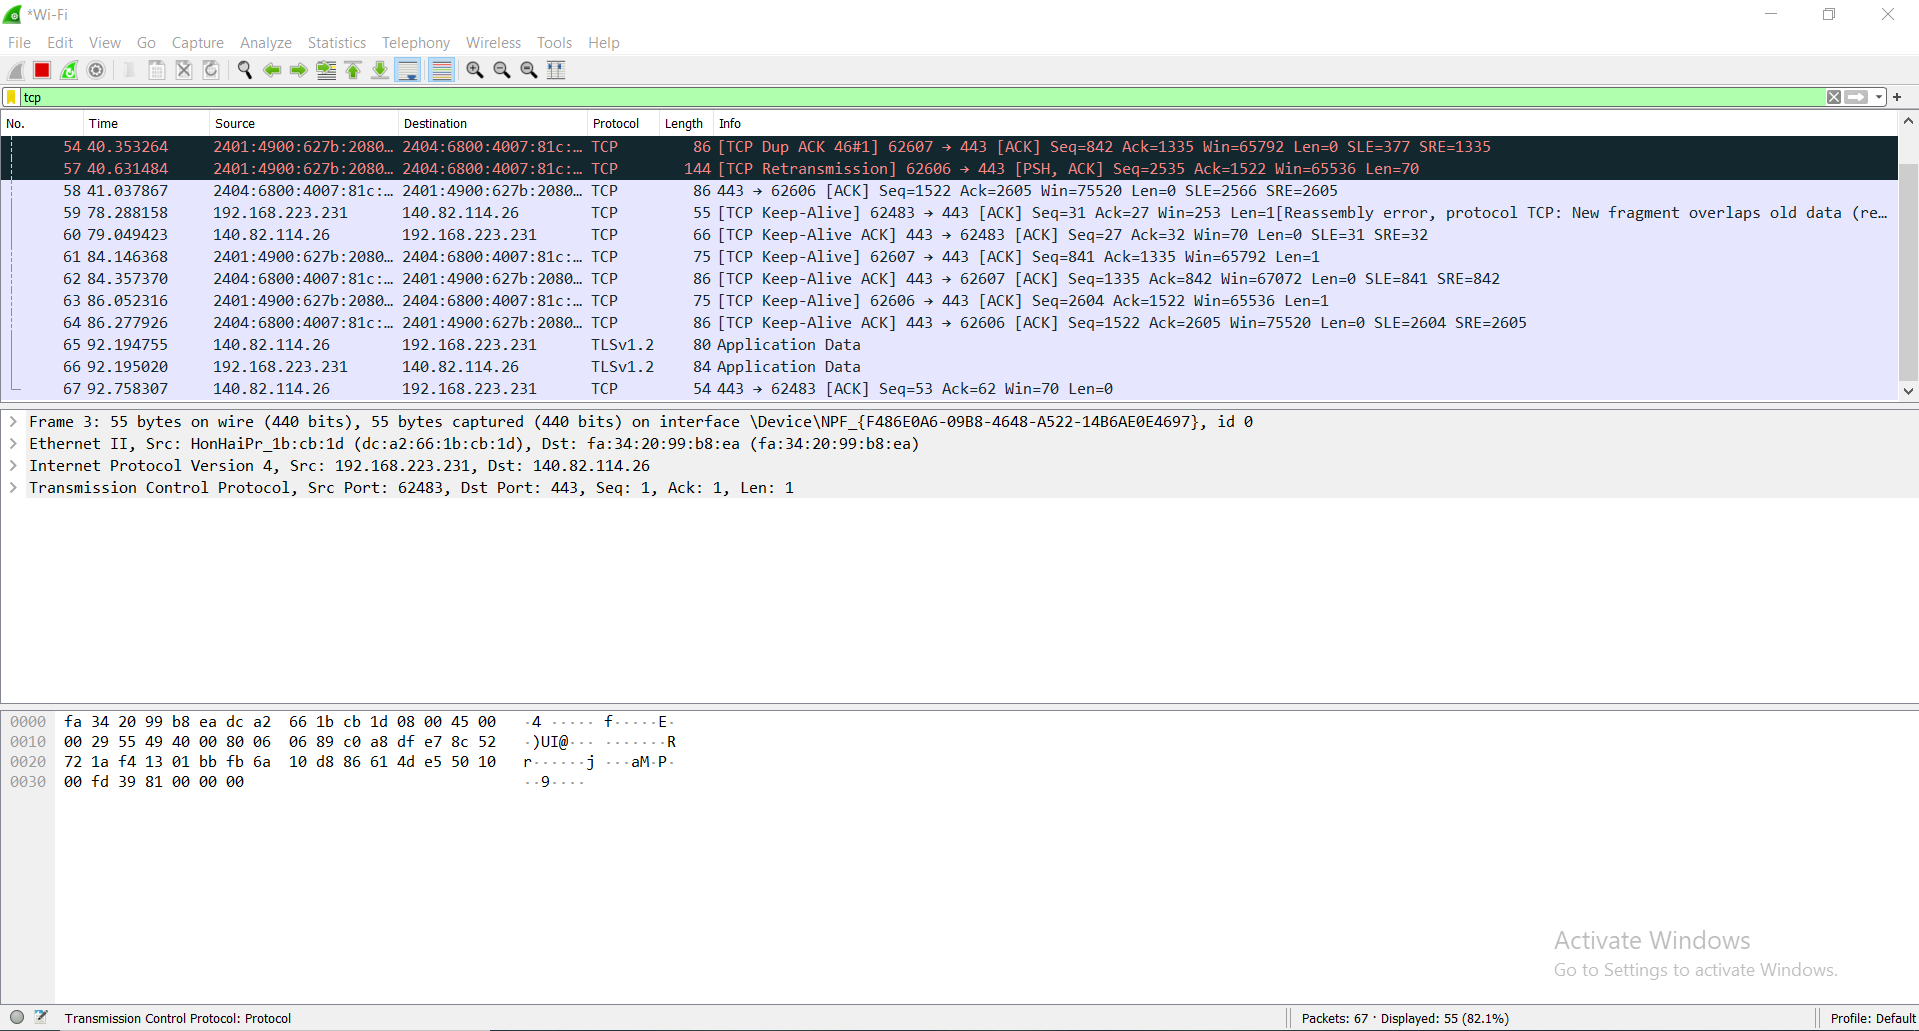 *Wi-Fi
File Edit View Go Capture Analyze Statistics Telephony Wireless Tools Help
tcp
No. Time Source Destination Protocol Length Info
54 40.353264 2401:4900:627b:2080… 2404:6800:4007:81c:… TCP 86 [TCP Dup ACK 46#1] 62607 → 443 [ACK] Seq=842 Ack=1335 Win=65792 Len=0 SLE=377 SRE=1335
57 40.631484 2401:4900:627b:2080… 2404:6800:4007:81c:… TCP 144 [TCP Retransmission] 62606 → 443 [PSH, ACK] Seq=2535 Ack=1522 Win=65536 Len=70
58 41.037867 2404:6800:4007:81c:… 2401:4900:627b:2080… TCP 86 443 → 62606 [ACK] Seq=1522 Ack=2605 Win=75520 Len=0 SLE=2566 SRE=2605
59 78.288158 192.168.223.231 140.82.114.26 TCP 55 [TCP Keep-Alive] 62483 → 443 [ACK] Seq=31 Ack=27 Win=253 Len=1[Reassembly error, protocol TCP: New fragment overlaps old data (re…
60 79.049423 140.82.114.26 192.168.223.231 TCP 66 [TCP Keep-Alive ACK] 443 → 62483 [ACK] Seq=27 Ack=32 Win=70 Len=0 SLE=31 SRE=32
61 84.146368 2401:4900:627b:2080… 2404:6800:4007:81c:… TCP 75 [TCP Keep-Alive] 62607 → 443 [ACK] Seq=841 Ack=1335 Win=65792 Len=1
62 84.357370 2404:6800:4007:81c:… 2401:4900:627b:2080… TCP 86 [TCP Keep-Alive ACK] 443 → 62607 [ACK] Seq=1335 Ack=842 Win=67072 Len=0 SLE=841 SRE=842
63 86.052316 2401:4900:627b:2080… 2404:6800:4007:81c:… TCP 75 [TCP Keep-Alive] 62606 → 443 [ACK] Seq=2604 Ack=1522 Win=65536 Len=1
64 86.277926 2404:6800:4007:81c:… 2401:4900:627b:2080… TCP 86 [TCP Keep-Alive ACK] 443 → 62606 [ACK] Seq=1522 Ack=2605 Win=75520 Len=0 SLE=2604 SRE=2605
65 92.194755 140.82.114.26 192.168.223.231 TLSv1.2 80 Application Data
66 92.195020 192.168.223.231 140.82.114.26 TLSv1.2 84 Application Data
67 92.758307 140.82.114.26 192.168.223.231 TCP 54 443 → 62483 [ACK] Seq=53 Ack=62 Win=70 Len=0
Frame 3: 55 bytes on wire (440 bits), 55 bytes captured (440 bits) on interface \Device\NPF_{F486E0A6-09B8-4648-A522-14B6AE0E4697}, id 0
Ethernet II, Src: HonHaiPr_1b:cb:1d (dc:a2:66:1b:cb:1d), Dst: fa:34:20:99:b8:ea (fa:34:20:99:b8:ea)
Internet Protocol Version 4, Src: 192.168.223.231, Dst: 140.82.114.26
Transmission Control Protocol, Src Port: 62483, Dst Port: 443, Seq: 1, Ack: 1, Len: 1
0000 fa 34 20 99 b8 ea dc a2 66 1b cb 1d 08 00 45 00 ·4 ····· f·····E·
0010 00 29 55 49 40 00 80 06 06 89 c0 a8 df e7 8c 52 ·)UI@··· ·······R
0020 72 1a f4 13 01 bb fb 6a 10 d8 86 61 4d e5 50 10 r······j ···aM·P·
0030 00 fd 39 81 00 00 00 ··9····
Activate Windows
Go to Settings to activate Windows.
Transmission Control Protocol: Protocol
Packets: 67 · Displayed: 55 (82.1%)
Profile: Default